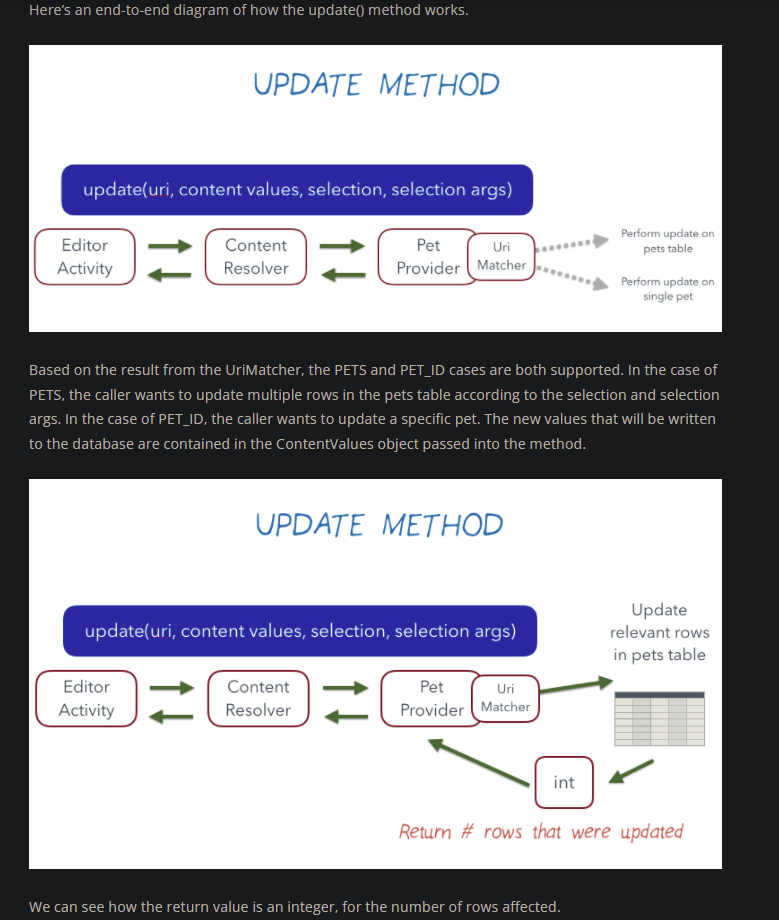 Here's an end-to-end diagram of how the update() method works.
UPDATE METHOD
update(uri, content values, selection, selection args)
Editor
Activity
Content
Resolver
Pet
Provider
Uri
Matcher
Perform update on
pets table
Perform update on
single pet
Based on the result from the UriMatcher, the PETS and PET_ID cases are both supported. In the case of
PETS, the caller wants to update multiple rows in the pets table according to the selection and selection
args. In the case of PET_ID, the caller wants to update a specific pet. The new values that will be written
to the database are contained in the ContentValues object passed into the method.
UPDATE METHOD
update(uri, content values, selection, selection args)
Update
relevant rows
in pets table
Editor
Activity
Content
Resolver
Pet
Provider
Uri
Matcher
int
Return # rows that were updated
We can see how the return value is an integer, for the number of rows affected.